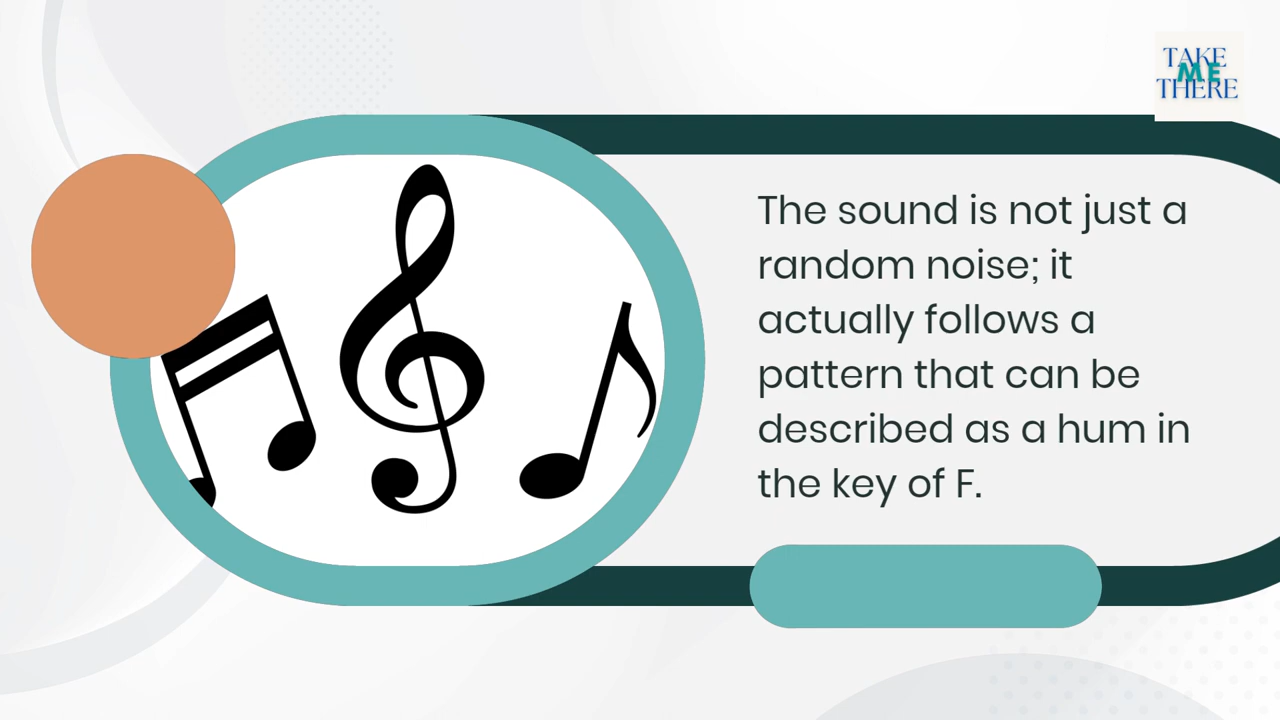 TAKE
ME
THERE
The sound is not just a
random noise; it
actually follows a
pattern that can be
described as a hum in
the key of F.